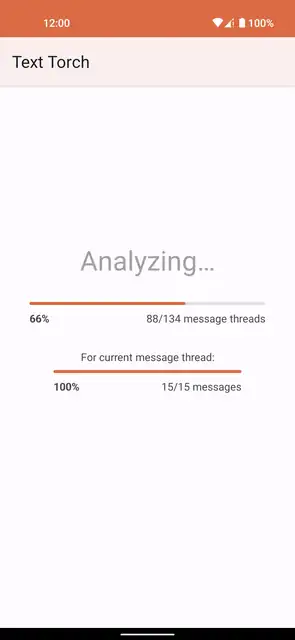 12:00 100%
Text Torch
Analyzing…
66% 88/134 message threads
For current message thread:
100% 15/15 messages